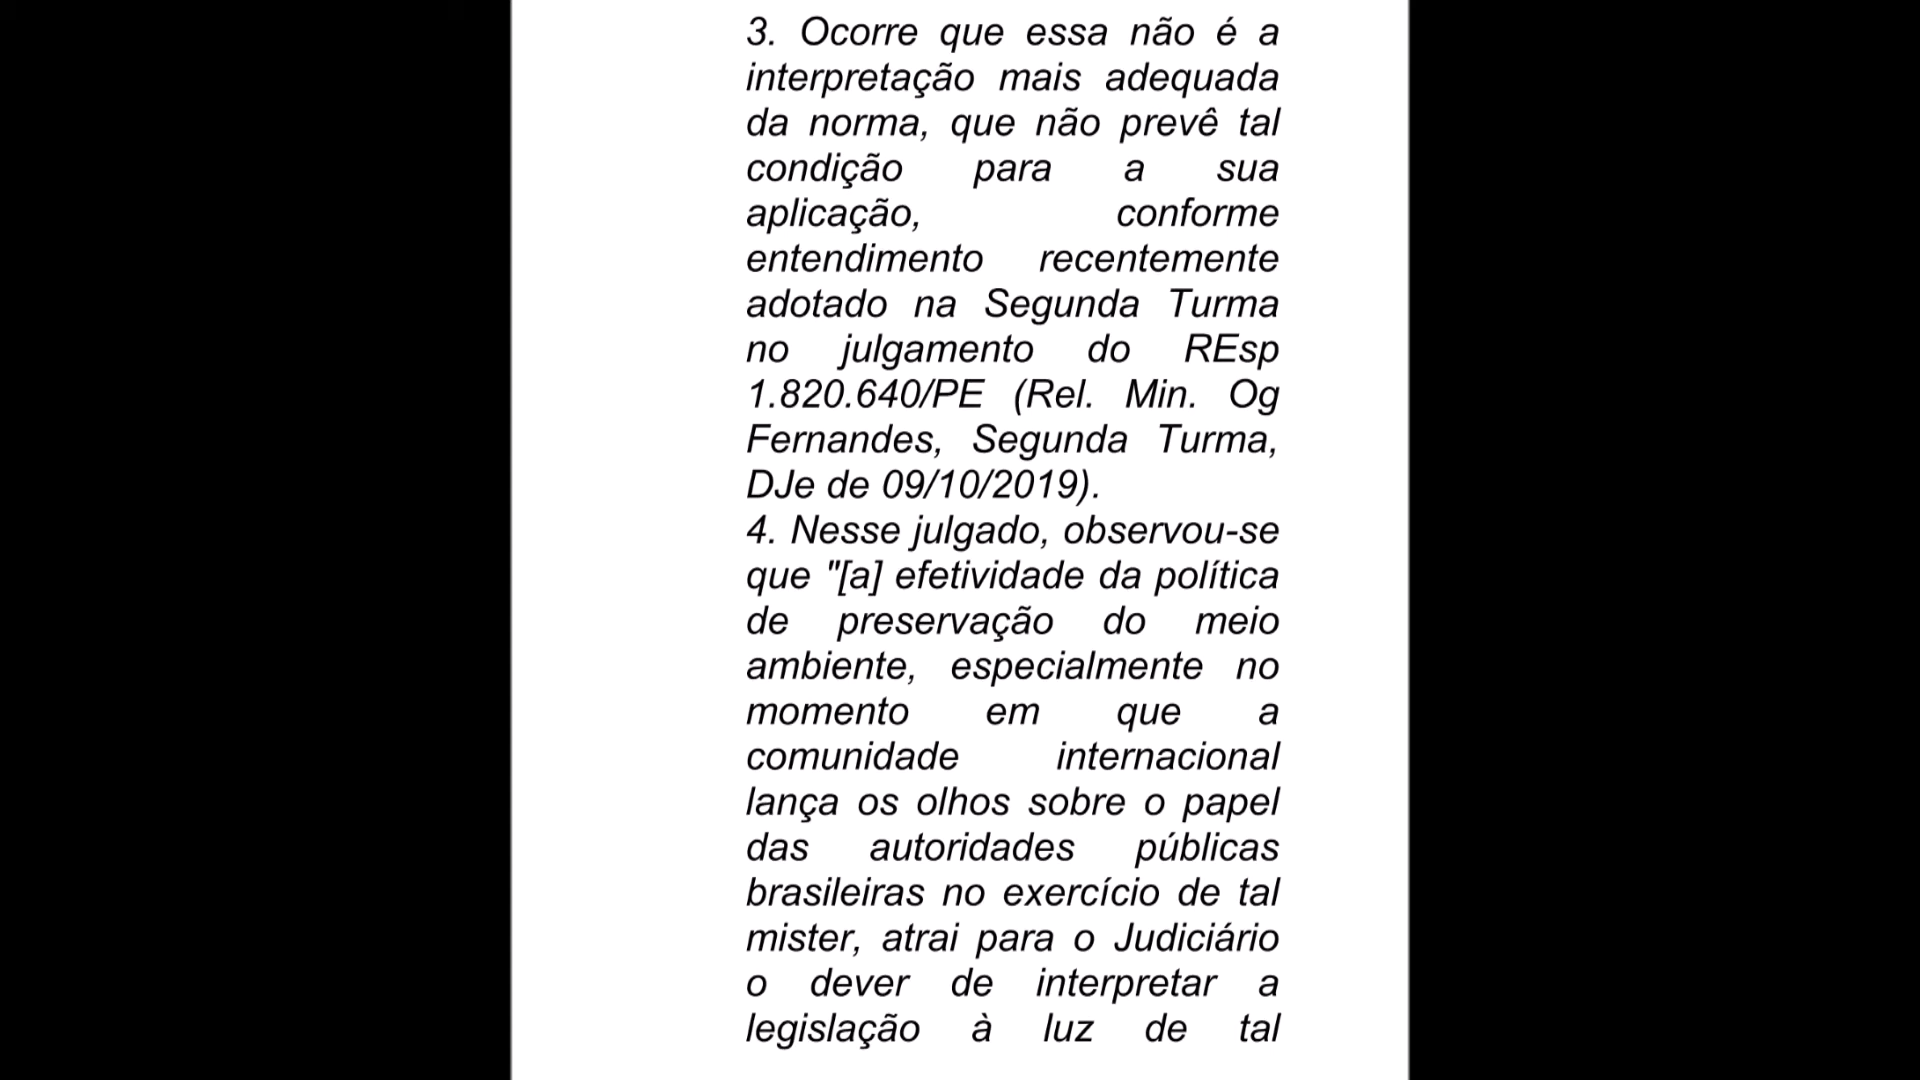 3. Ocorre que essa não é a
interpretação mais adequada
da norma, que não prevê tal
condição para a sua
aplicação, conforme
entendimento recentemente
adotado na Segunda Turma
no julgamento do REsp
1.820.640/PE (Rel. Min. Og
Fernandes, Segunda Turma,
DJe de 09/10/2019).
4. Nesse julgado, observou-se
que "[a] efetividade da política
de preservação do meio
ambiente, especialmente no
momento em que a
comunidade internacional
lança os olhos sobre o papel
das autoridades públicas
brasileiras no exercício de tal
mister, atrai para o Judiciário
o dever de interpretar a
legislação à luz de tal